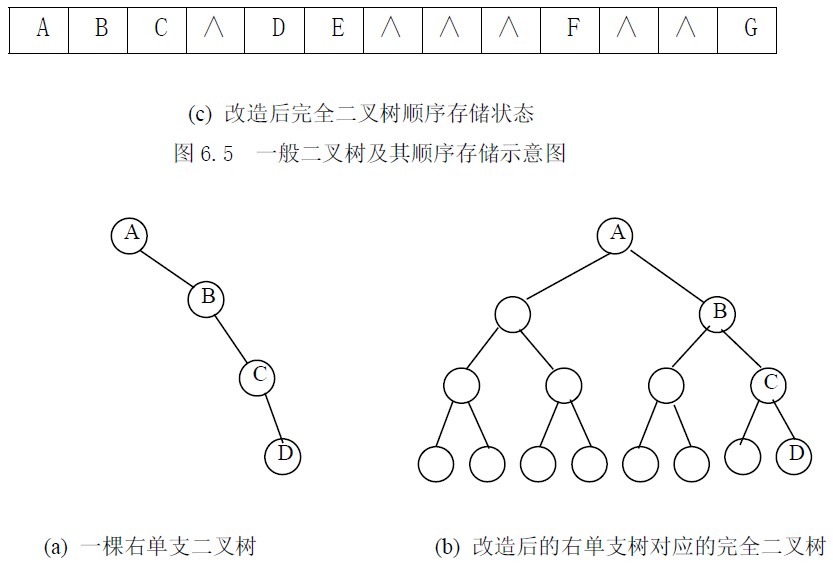 A B C ∧ D E ∧ ∧ ∧ F ∧ ∧ G
(c) 改造后完全二叉树顺序存储状态
图6.5 一般二叉树及其顺序存储示意图
A
B
C
D
A
B
C
D
(a) 一棵右单支二叉树
(b) 改造后的右单支树对应的完全二叉树